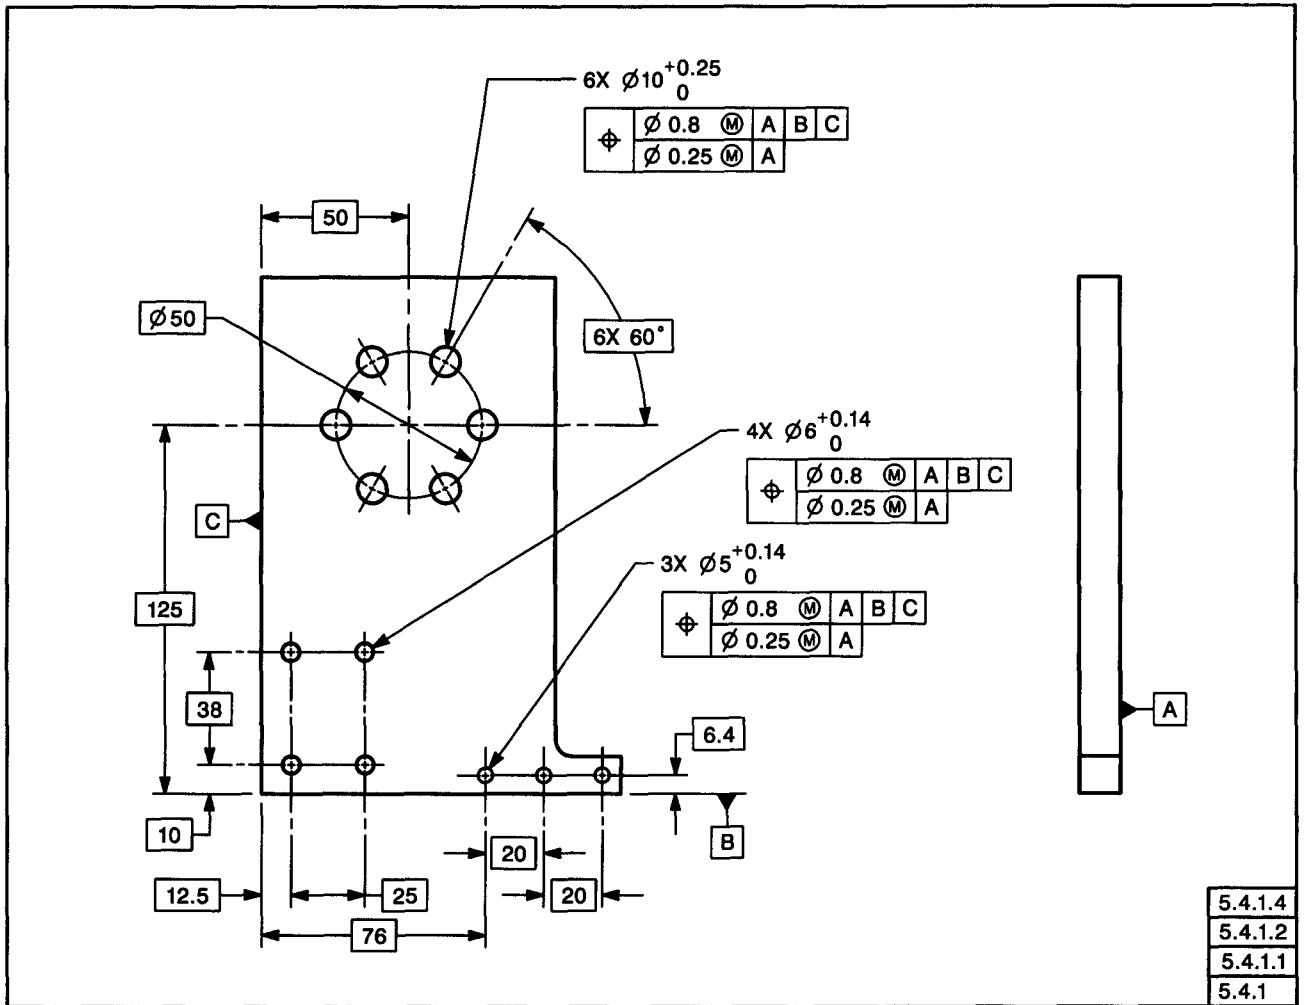 6X ⌀10 +0.25
0
⌖ ⌀ 0.8 Ⓜ A B C
⌀ 0.25 Ⓜ A
50
⌀50
6X 60°
4X ⌀6 +0.14
0
⌖ ⌀ 0.8 Ⓜ A B C
⌀ 0.25 Ⓜ A
C
3X ⌀5 +0.14
0
⌖ ⌀ 0.8 Ⓜ A B C
⌀ 0.25 Ⓜ A
125
38
A
6.4
10
B
20
12.5
25
20
76
5.4.1.4
5.4.1.2
5.4.1.1
5.4.1